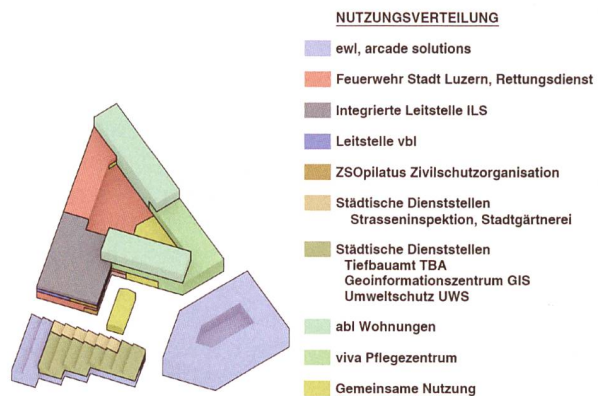 NUTZUNGSVERTEILUNG
ewl, arcade solutions
Feuerwehr Stadt Luzern, Rettungsdienst
Integrierte Leitstelle ILS
Leitstelle vbl
ZSOpilatus Zivilschutzorganisation
Städtische Dienststellen
Strasseninspektion, Stadtgärtnerei
Städtische Dienststellen
Tiefbauamt TBA
Geoinformationszentrum GIS
Umweltschutz UWS
abl Wohnungen
viva Pflegezentrum
Gemeinsame Nutzung